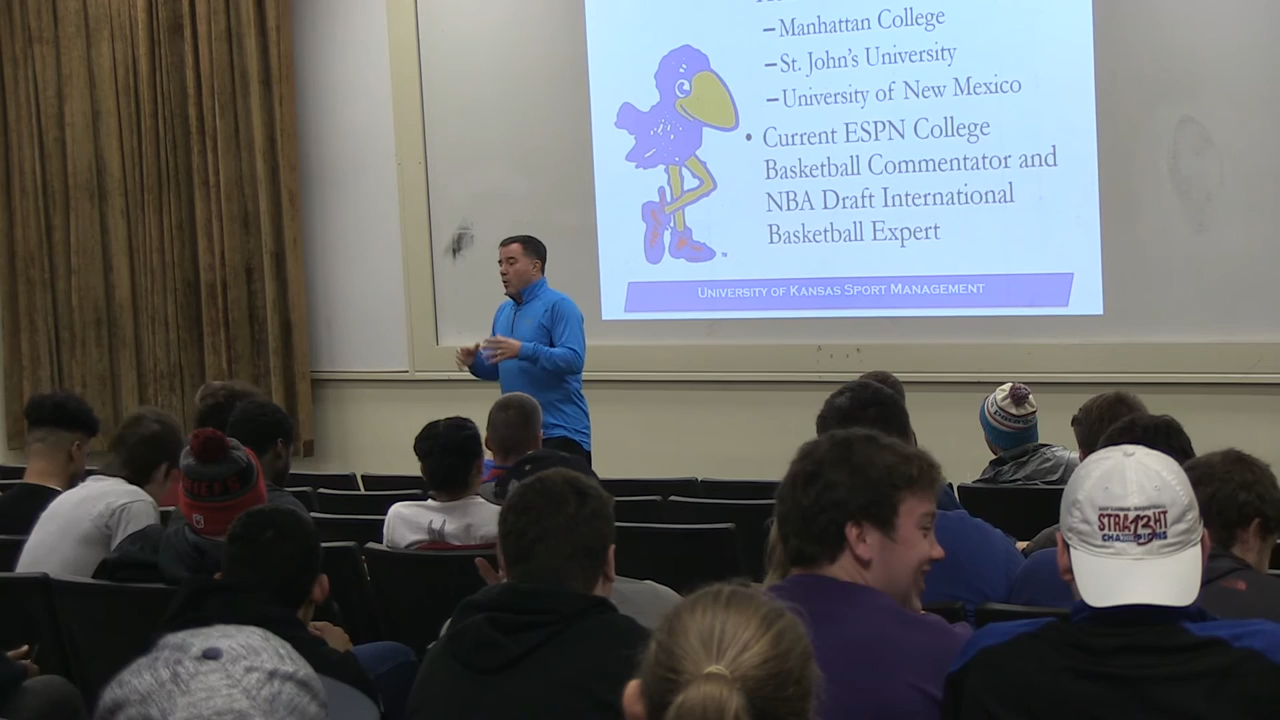 –Manhattan College
–St. John's University
–University of New Mexico
• Current ESPN College
Basketball Commentator and
NBA Draft International
Basketball Expert
UNIVERSITY OF KANSAS SPORT MANAGEMENT
STRA13HT
CHAMPIONS